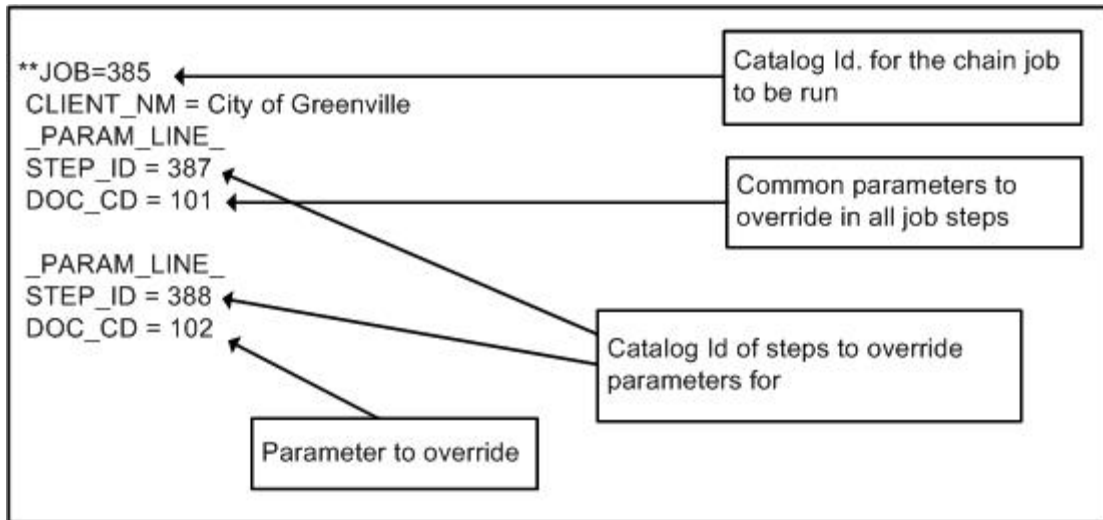 **JOB=385
CLIENT_NM = City of Greenville
_PARAM_LINE_
STEP_ID = 387
DOC_CD = 101
_PARAM_LINE_
STEP_ID = 388
DOC_CD = 102
Catalog Id. for the chain job
to be run
Common parameters to
override in all job steps
Catalog Id of steps to override
parameters for
Parameter to override